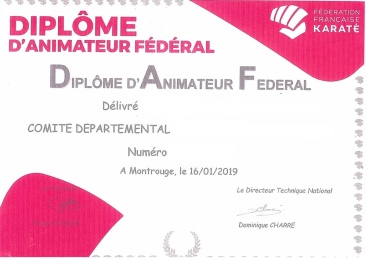 DIPLÔME
D'ANIMATEUR FÉDÉRAL
FÉDÉRATION
FRANÇAISE
KARATÉ
DIPLÔME D'ANIMATEUR FEDERAL
Délivré
COMITE DEPARTEMENTAL
Numéro
A Montrouge, le 16/01/2019
Le Directeur Technique National
Dominique CHARRÉ